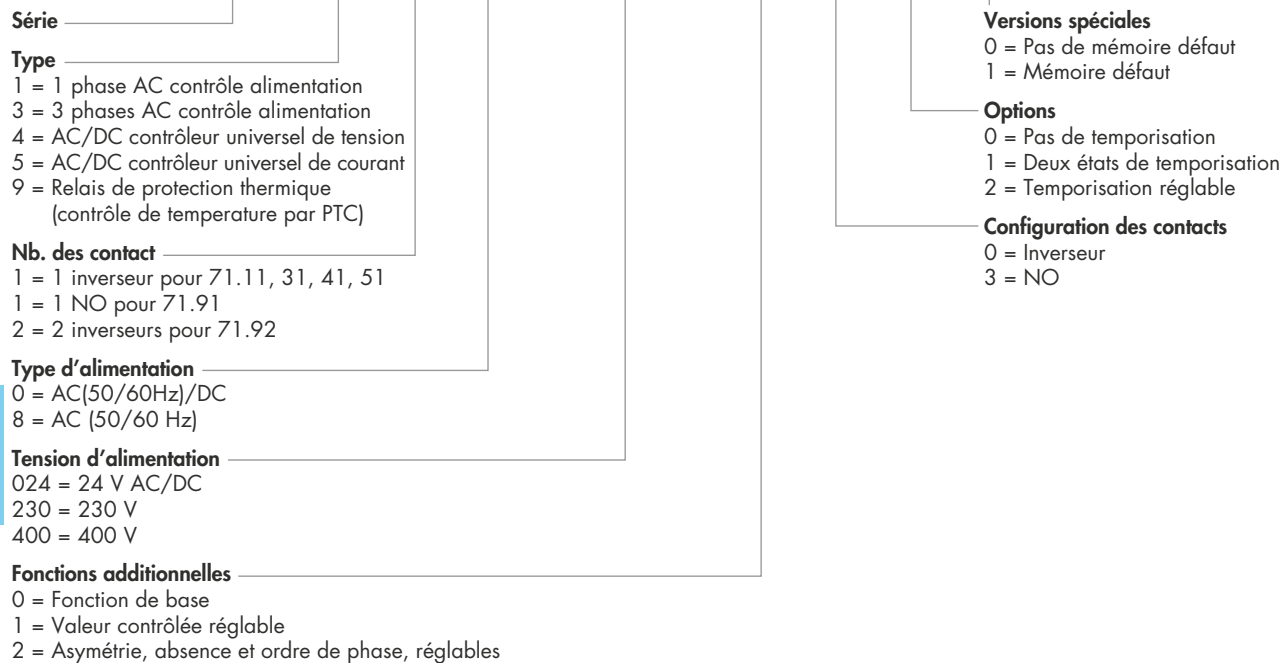 Série
Type
1 = 1 phase AC contrôle alimentation
3 = 3 phases AC contrôle alimentation
4 = AC/DC contrôleur universel de tension
5 = AC/DC contrôleur universel de courant
9 = Relais de protection thermique
(contrôle de temperature par PTC)
Nb. des contact
1 = 1 inverseur pour 71.11, 31, 41, 51
1 = 1 NO pour 71.91
2 = 2 inverseurs pour 71.92
Type d’alimentation
0 = AC(50/60Hz)/DC
8 = AC (50/60 Hz)
Tension d’alimentation
024 = 24 V AC/DC
230 = 230 V
400 = 400 V
Fonctions additionnelles
0 = Fonction de base
1 = Valeur contrôlée réglable
2 = Asymétrie, absence et ordre de phase, réglables
Versions spéciales
0 = Pas de mémoire défaut
1 = Mémoire défaut
Options
0 = Pas de temporisation
1 = Deux états de temporisation
2 = Temporisation réglable
Configuration des contacts
0 = Inverseur
3 = NO